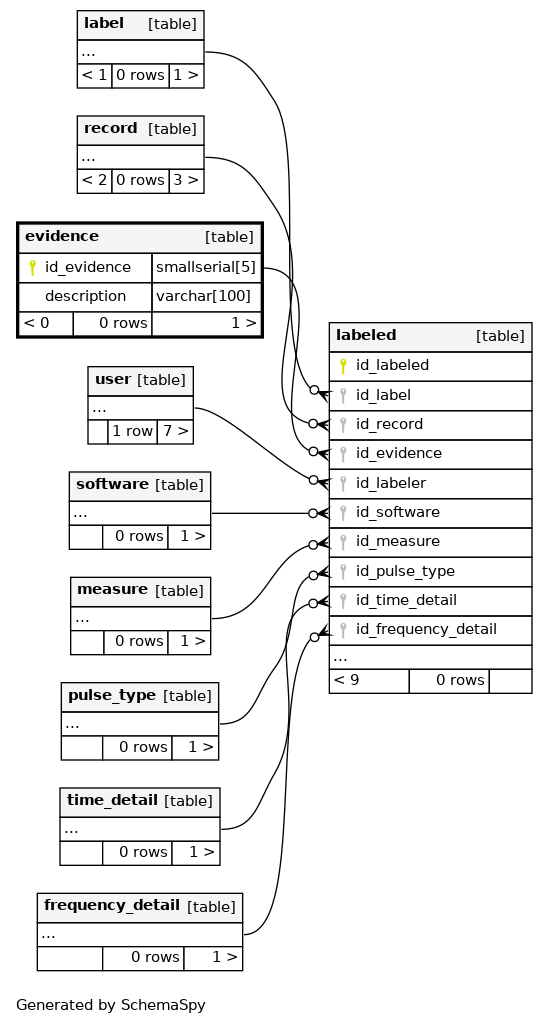 label [table]
...
< 1 0 rows 1 >
record [table]
...
< 2 0 rows 3 >
evidence [table]
id_evidence smallserial[5]
description varchar[100]
< 0 0 rows 1 >
labeled [table]
id_labeled
id_label
id_record
id_evidence
id_labeler
id_software
id_measure
id_pulse_type
id_time_detail
id_frequency_detail
...
< 9 0 rows
user [table]
...
1 row 7 >
software [table]
...
0 rows 1 >
measure [table]
...
0 rows 1 >
pulse_type [table]
...
0 rows 1 >
time_detail [table]
...
0 rows 1 >
frequency_detail [table]
...
0 rows 1 >
Generated by SchemaSpy